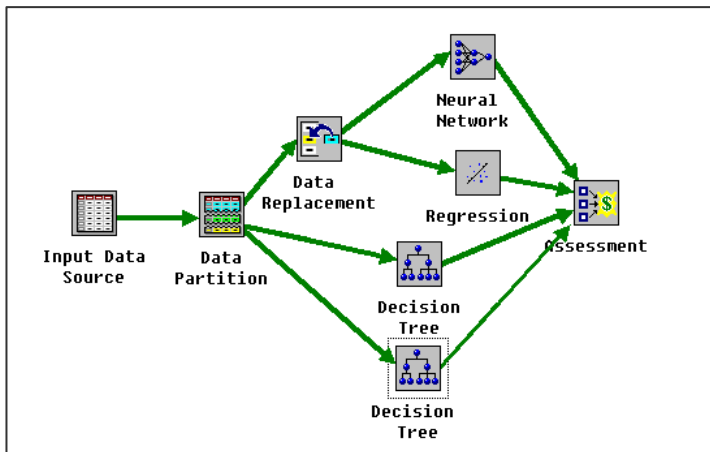 Neural
Network
Data
Replacement
Regression
Assessment
Input Data
Source
Data
Partition
Decision
Tree
Decision
Tree